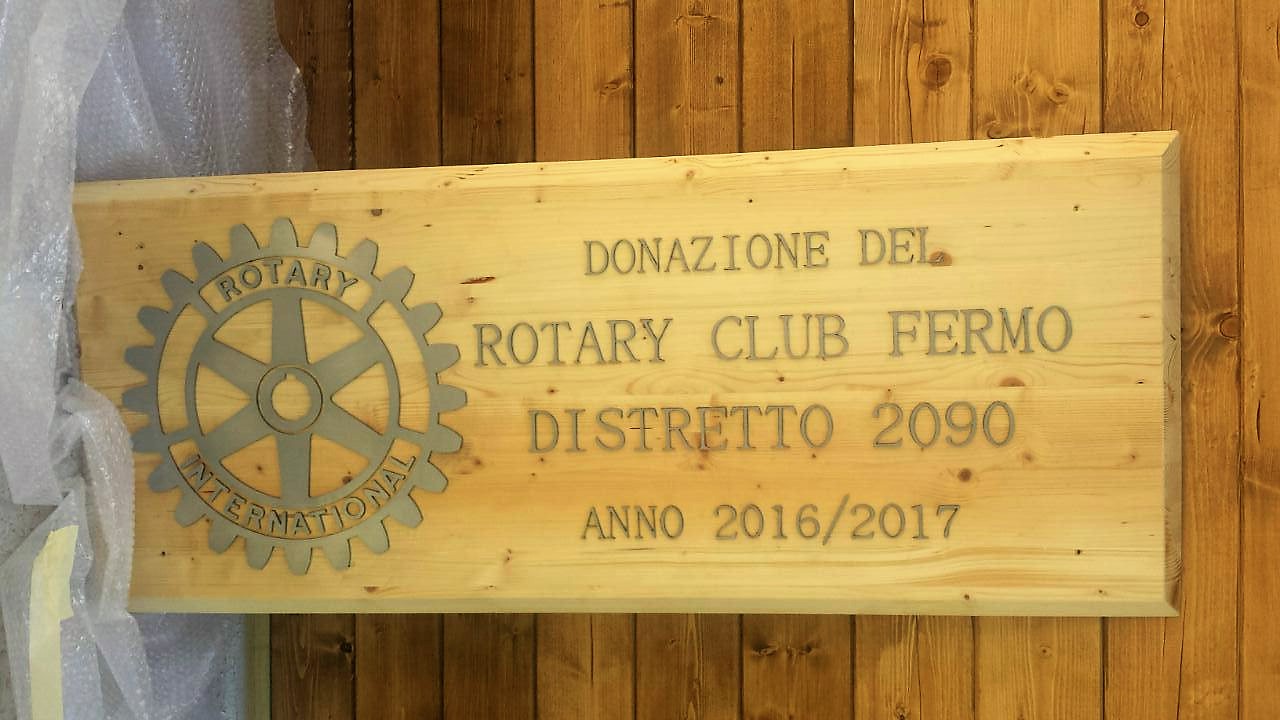 ROTARY
INTERNATIONAL
DONAZIONE DEL
ROTARY CLUB FERMO
DISTRETTO 2090
ANNO 2016/2017